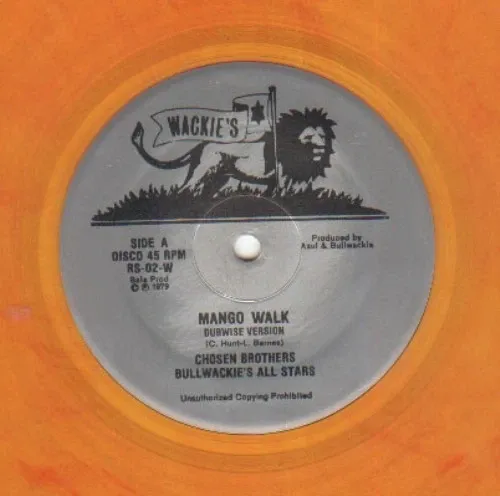 WACKIE'S
SIDE A
DISCO 45 RPM
RS-02-W
Bala Prod
© ℗ 1979
Produced by
Azul & Bullwackie
MANGO WALK
DUBWISE VERSION
(C. Hunt-L. Barnes)
CHOSEN BROTHERS
BULLWACKIE'S ALL STARS
Unauthorized Copying Prohibited